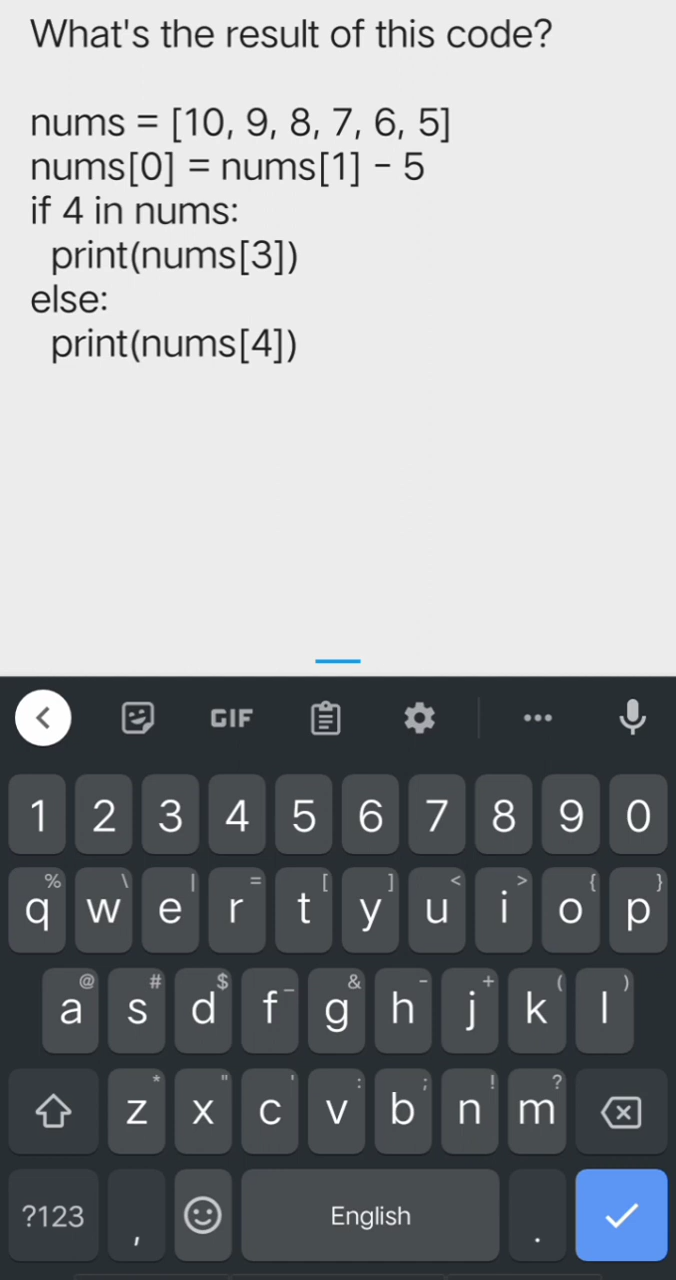 What's the result of this code?
nums = [10, 9, 8, 7, 6, 5]
nums[0] = nums[1] - 5
if 4 in nums:
  print(nums[3])
else:
  print(nums[4])
GIF
1 2 3 4 5 6 7 8 9 0
% \ | = [ ] < > { }
q w e r t y u i o p
@ # $ _ & - + ( )
a s d f g h j k l
* " ' : ; ! ?
z x c v b n m
?123 , English .